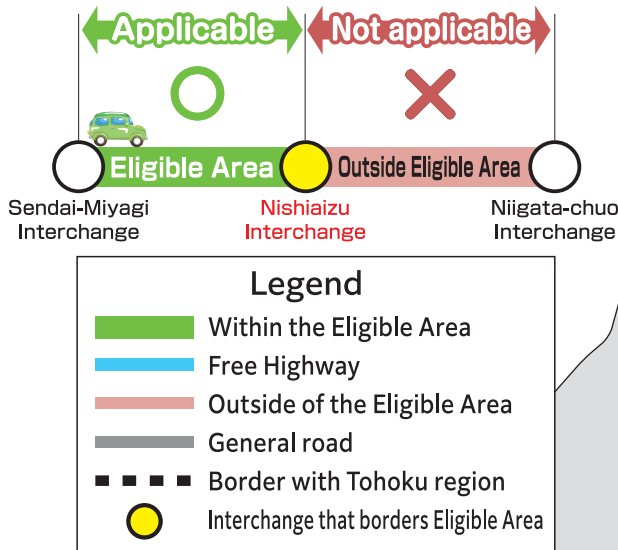 Applicable Not applicable
Eligible Area Outside Eligible Area
Sendai-Miyagi
Interchange
Nishiaizu
Interchange
Niigata-chuo
Interchange
Legend
Within the Eligible Area
Free Highway
Outside of the Eligible Area
General road
Border with Tohoku region
Interchange that borders Eligible Area